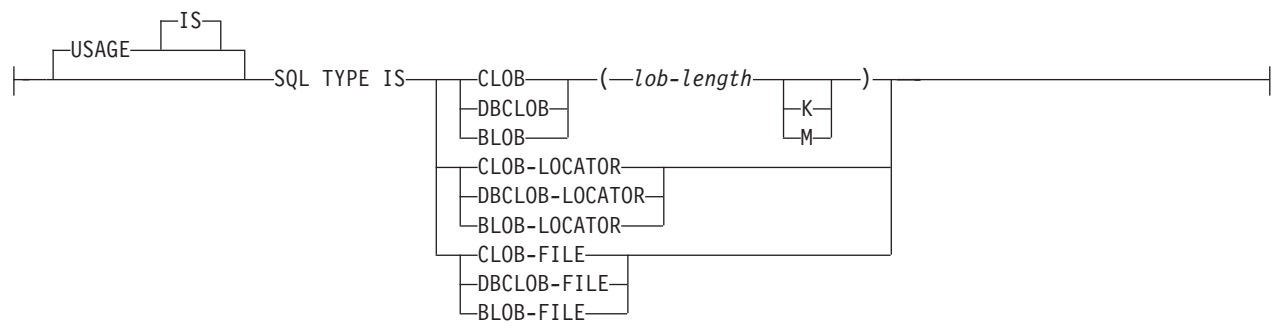 IS
USAGE
SQL TYPE IS CLOB ( lob-length )
DBCLOB K
BLOB M
CLOB-LOCATOR
DBCLOB-LOCATOR
BLOB-LOCATOR
CLOB-FILE
DBCLOB-FILE
BLOB-FILE